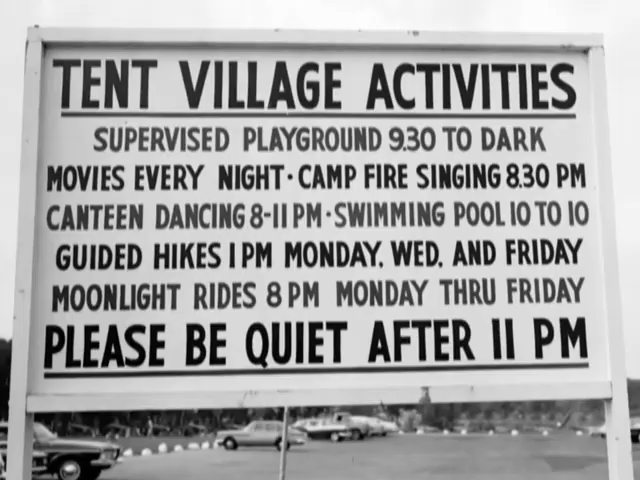 TENT VILLAGE ACTIVITIES
SUPERVISED PLAYGROUND 9.30 TO DARK
MOVIES EVERY NIGHT · CAMP FIRE SINGING 8.30 PM
CANTEEN DANCING 8-11 PM · SWIMMING POOL 10 TO 10
GUIDED HIKES 1 PM MONDAY, WED. AND FRIDAY
MOONLIGHT RIDES 8 PM MONDAY THRU FRIDAY
PLEASE BE QUIET AFTER 11 PM